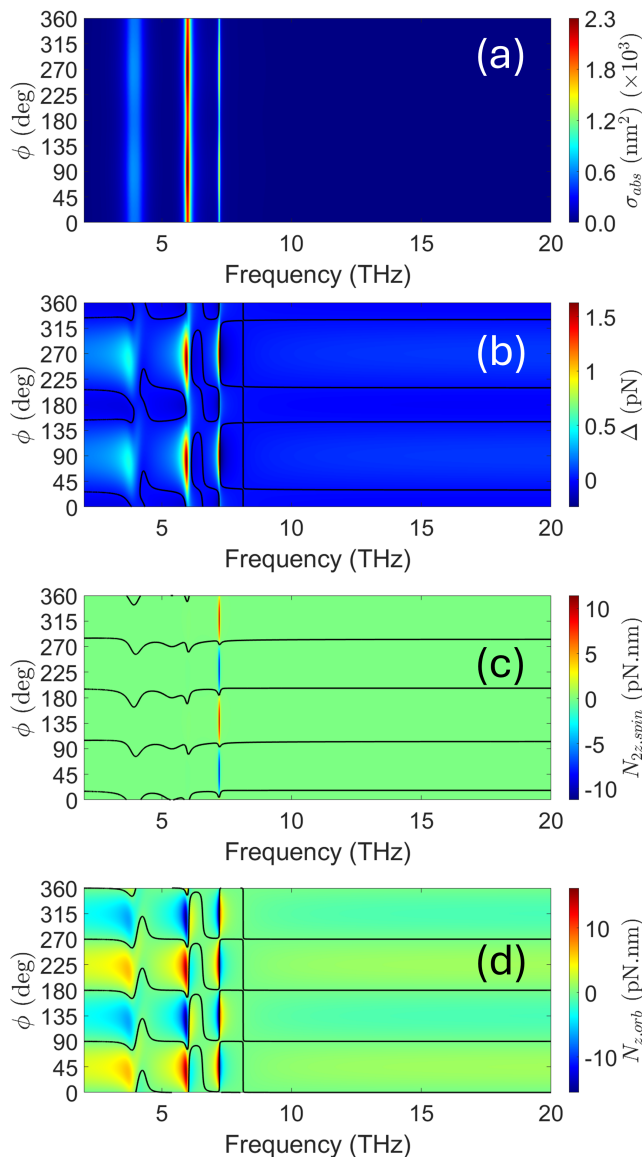 360
315
270
225
180
135
90
45
0
ϕ (deg)
(a)
5 10 15 20
Frequency (THz)
2.3
1.8
1.2
0.6
0.0
σabs (nm²) (×10³)
360
315
270
225
180
135
90
45
0
ϕ (deg)
(b)
5 10 15 20
Frequency (THz)
1.5
1
0.5
0
Δ (pN)
360
315
270
225
180
135
90
45
0
ϕ (deg)
(c)
5 10 15 20
Frequency (THz)
10
5
0
-5
-10
N2z,spin (pN.nm)
360
315
270
225
180
135
90
45
0
ϕ (deg)
(d)
5 10 15 20
Frequency (THz)
10
0
-10
Nz,orb (pN.nm)